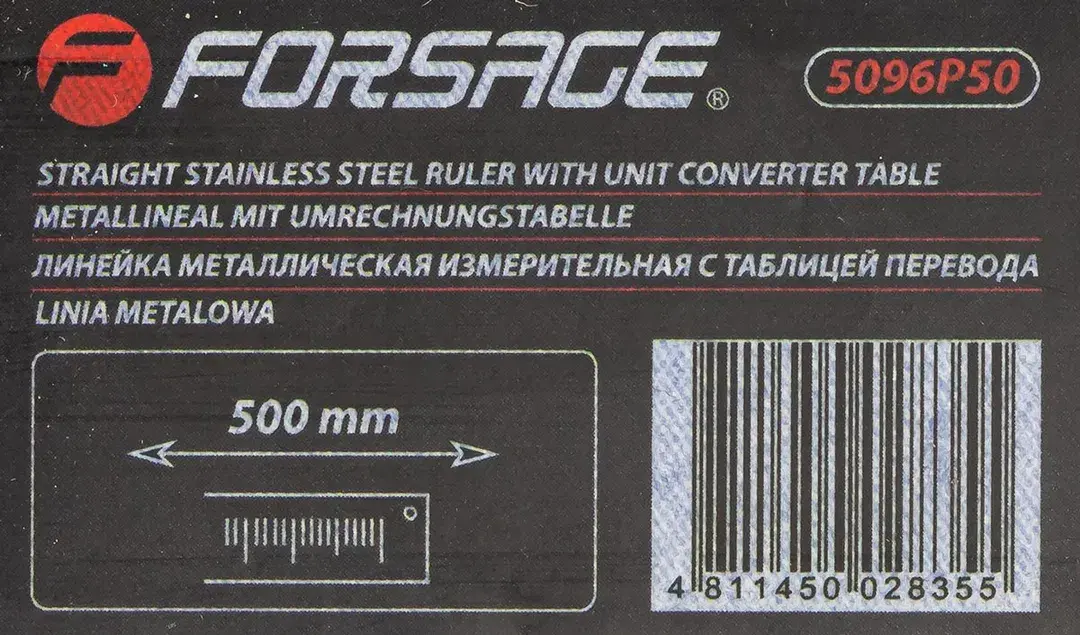 FORSAGE®
5096P50
STRAIGHT STAINLESS STEEL RULER WITH UNIT CONVERTER TABLE
METALLINEAL MIT UMRECHNUNGSTABELLE
ЛИНЕЙКА МЕТАЛЛИЧЕСКАЯ ИЗМЕРИТЕЛЬНАЯ С ТАБЛИЦЕЙ ПЕРЕВОДА
LINIA METALOWA
500 mm
4 811450 028355